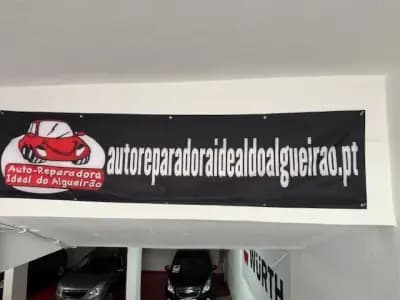 Auto-Reparadora
Ideal do Algueirão
autoreparadoraidealdoalgueirao.pt
WÜRTH